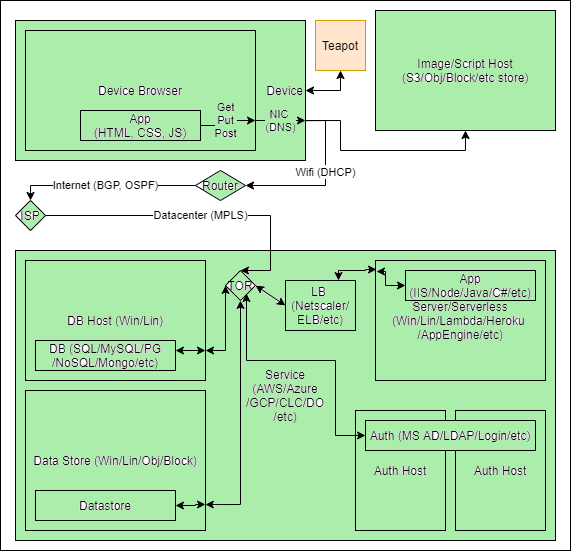 Teapot
Image/Script Host
(S3/Obj/Block/etc store)
Device Browser
Device
App
(HTML, CSS, JS)
Get
Put
Post
NIC
(DNS)
Wifi (DHCP)
Internet (BGP, OSPF)
Router
ISP
Datacenter (MPLS)
TOR
LB
(Netscaler/
ELB/etc)
App
(IIS/Node/Java/C#/etc)
Server/Serverless
(Win/Lin/Lambda/Heroku
/AppEngine/etc)
DB Host (Win/Lin)
DB (SQL/MySQL/PG
/NoSQL/Mongo/etc)
Service
(AWS/Azure
/GCP/CLC/DO
/etc)
Auth (MS AD/LDAP/Login/etc)
Auth Host
Auth Host
Data Store (Win/Lin/Obj/Block)
Datastore